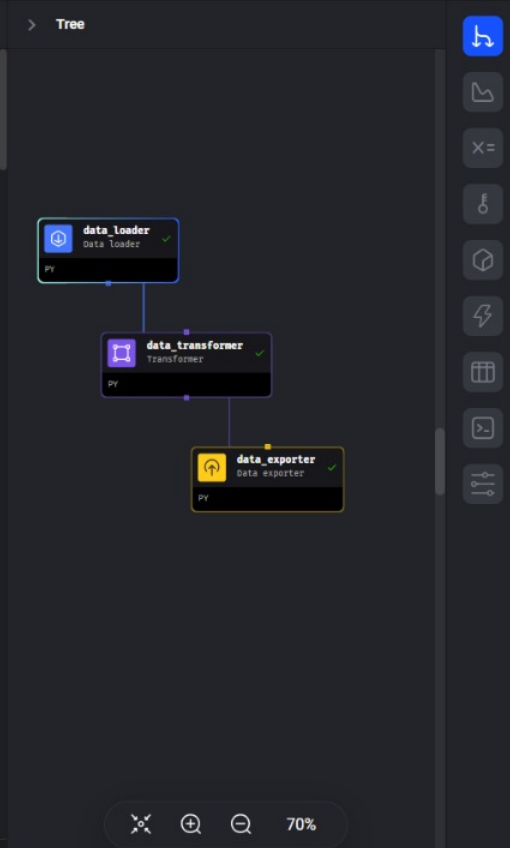 Tree
data_loader
Data loader
PY
data_transformer
Transformer
PY
data_exporter
Data exporter
PY
70%